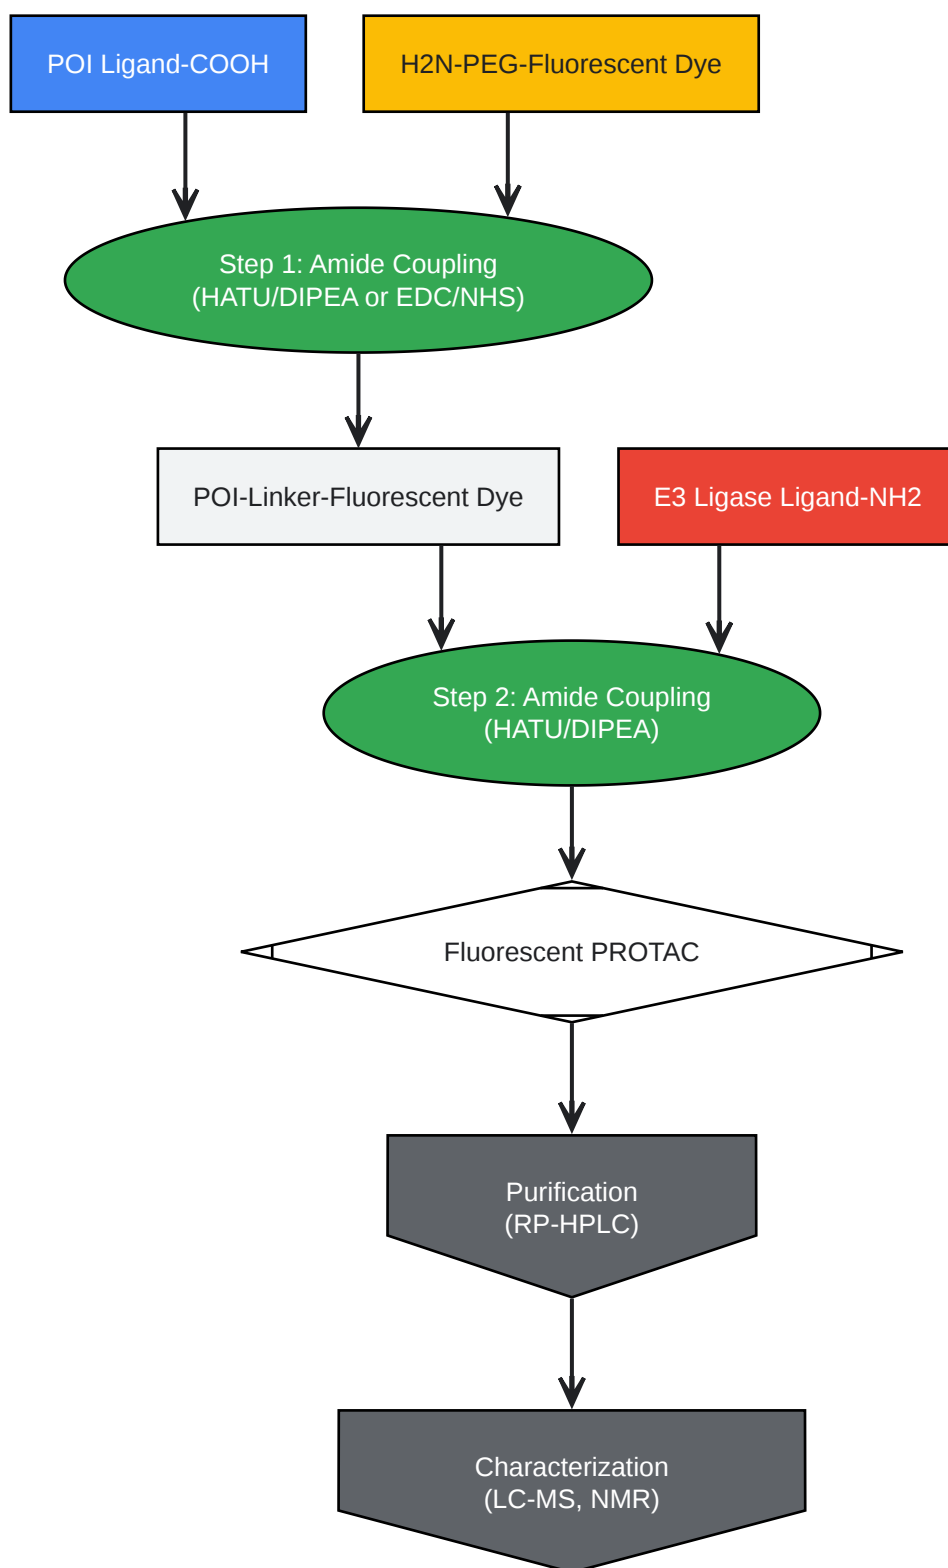 POI Ligand-COOH
H2N-PEG-Fluorescent Dye
Step 1: Amide Coupling
(HATU/DIPEA or EDC/NHS)
POI-Linker-Fluorescent Dye
E3 Ligase Ligand-NH2
Step 2: Amide Coupling
(HATU/DIPEA)
Fluorescent PROTAC
Purification
(RP-HPLC)
Characterization
(LC-MS, NMR)